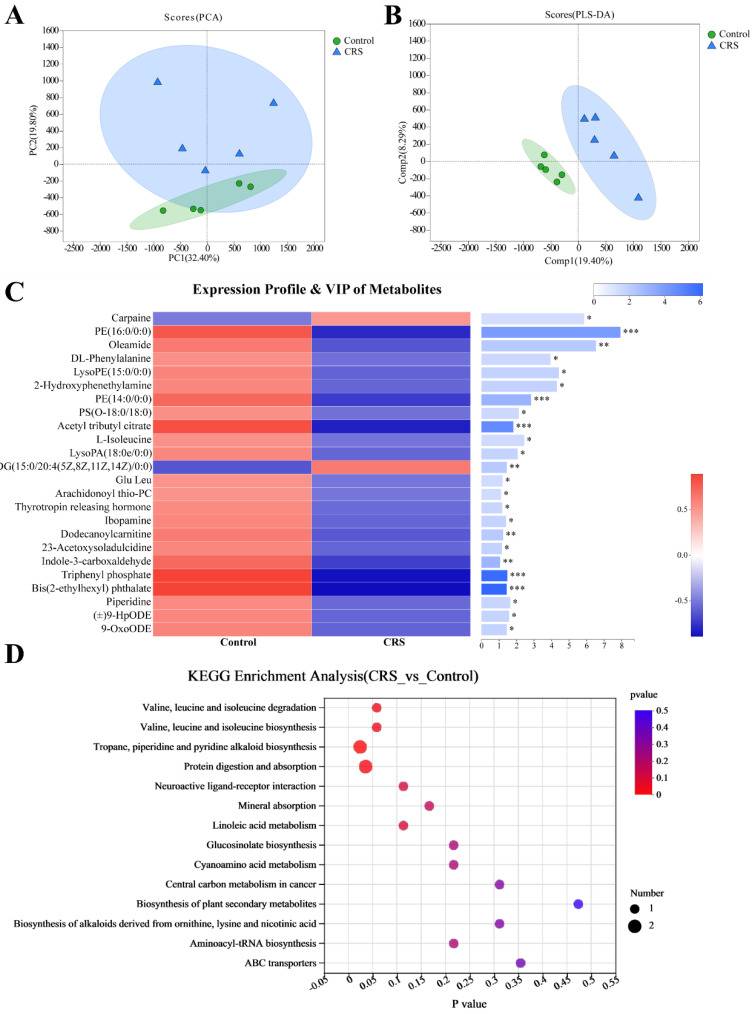 A
Scores(PCA)
Control
CRS
PC2(19.80%)
1600
1400
1200
1000
800
600
400
200
0
-200
-400
-600
-800
-2500 -2000 -1500 -1000 -500 0 500 1000 1500 2000
PC1(32.40%)
B
Scores(PLS-DA)
Control
CRS
Comp2(8.29%)
1600
1400
1200
1000
800
600
400
200
0
-200
-400
-600
-800
-2500 -2000 -1500 -1000 -500 0 500 1000 1500 2000
Comp1(19.40%)
C
Expression Profile & VIP of Metabolites
0 2 4 6
Carpaine *
PE(16:0/0:0) ***
Oleamide **
DL-Phenylalanine *
LysoPE(15:0/0:0) *
2-Hydroxyphenethylamine *
PE(14:0/0:0) ***
PS(O-18:0/18:0) *
Acetyl tributyl citrate ***
L-Isoleucine *
LysoPA(18:0e/0:0) *
DG(15:0/20:4(5Z,8Z,11Z,14Z)/0:0) **
Glu Leu *
Arachidonoyl thio-PC *
Thyrotropin releasing hormone *
Ibopamine *
Dodecanoylcarnitine **
23-Acetoxysoladulcidine *
Indole-3-carboxaldehyde **
Triphenyl phosphate ***
Bis(2-ethylhexyl) phthalate ***
Piperidine *
(±)9-HpODE *
9-OxoODE *
Control CRS
0 1 2 3 4 5 6 7 8
0.5
0.0
-0.5
D
KEGG Enrichment Analysis(CRS_vs_Control)
Valine, leucine and isoleucine degradation
Valine, leucine and isoleucine biosynthesis
Tropane, piperidine and pyridine alkaloid biosynthesis
Protein digestion and absorption
Neuroactive ligand-receptor interaction
Mineral absorption
Linoleic acid metabolism
Glucosinolate biosynthesis
Cyanoamino acid metabolism
Central carbon metabolism in cancer
Biosynthesis of plant secondary metabolites
Biosynthesis of alkaloids derived from ornithine, lysine and nicotinic acid
Aminoacyl-tRNA biosynthesis
ABC transporters
-0.05 0 0.05 0.1 0.15 0.2 0.25 0.3 0.35 0.4 0.45 0.5 0.55
P value
pvalue
0.5
0.4
0.3
0.2
0.1
0
Number
1
2